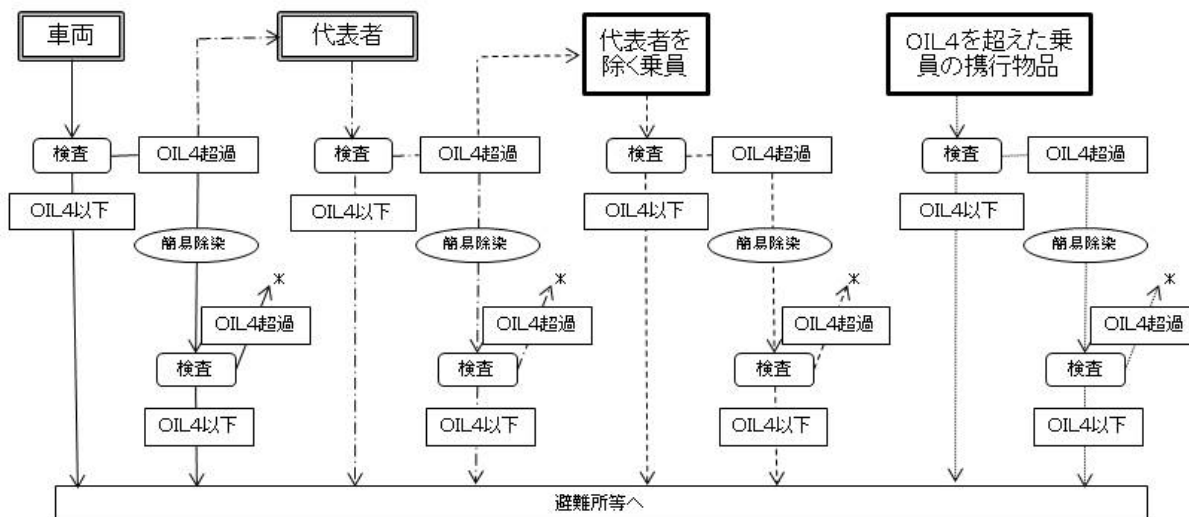 車両
代表者
代表者を
除く乗員
OIL4を超えた乗
員の携行物品
検査
OIL4超過
検査
OIL4超過
検査
OIL4超過
検査
OIL4超過
OIL4以下
OIL4以下
OIL4以下
OIL4以下
簡易除染
簡易除染
簡易除染
簡易除染
*
*
*
*
OIL4超過
OIL4超過
OIL4超過
OIL4超過
検査
検査
検査
検査
OIL4以下
OIL4以下
OIL4以下
OIL4以下
避難所等へ